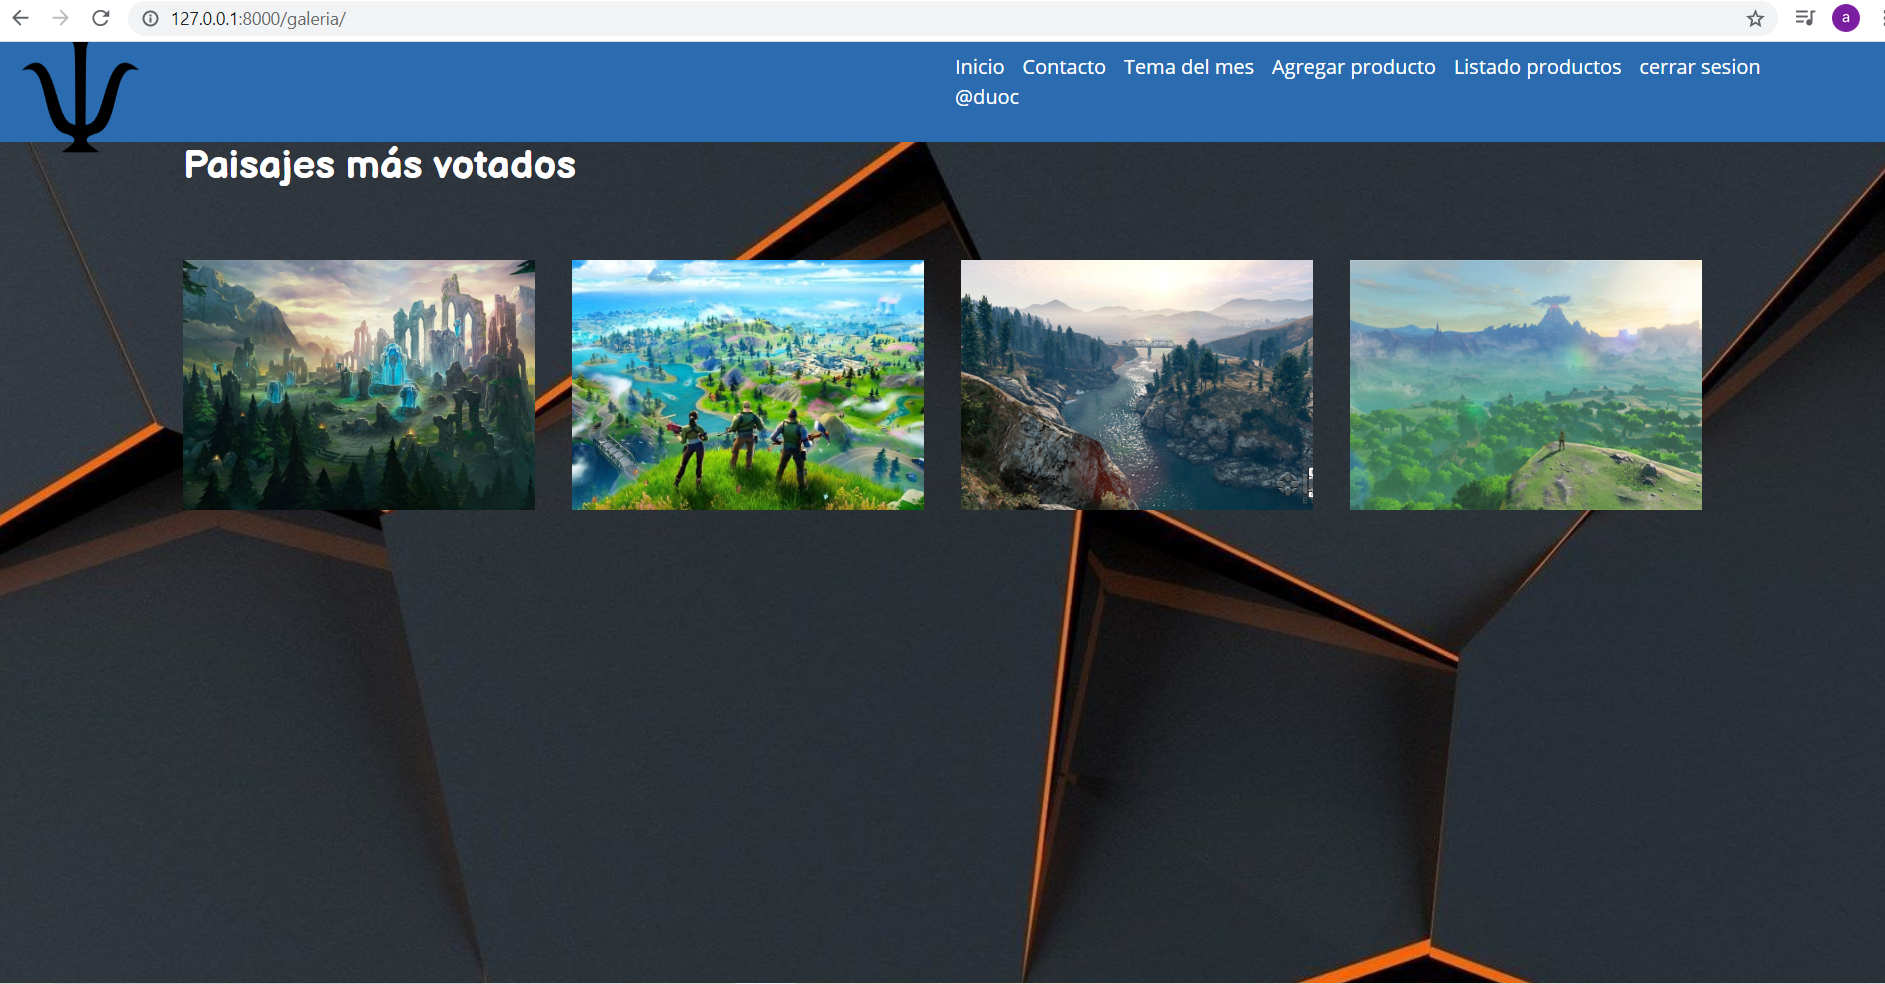 127.0.0.1:8000/galeria/
a
Inicio Contacto Tema del mes Agregar producto Listado productos cerrar sesion
@duoc
Paisajes más votados